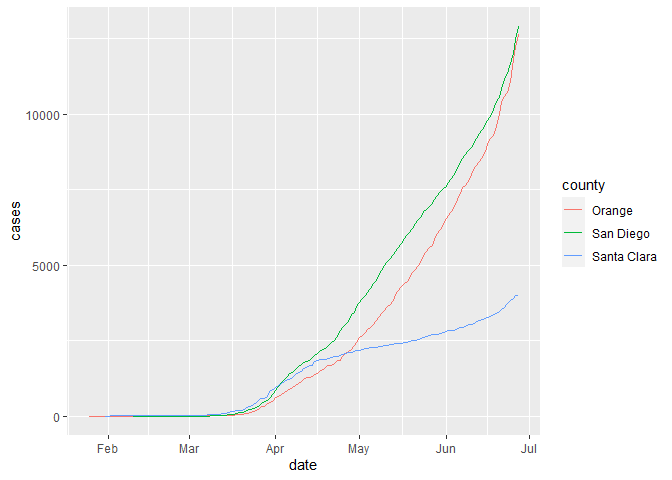 10000
5000
0
cases
Feb
Mar
Apr
May
Jun
Jul
date
county
Orange
San Diego
Santa Clara